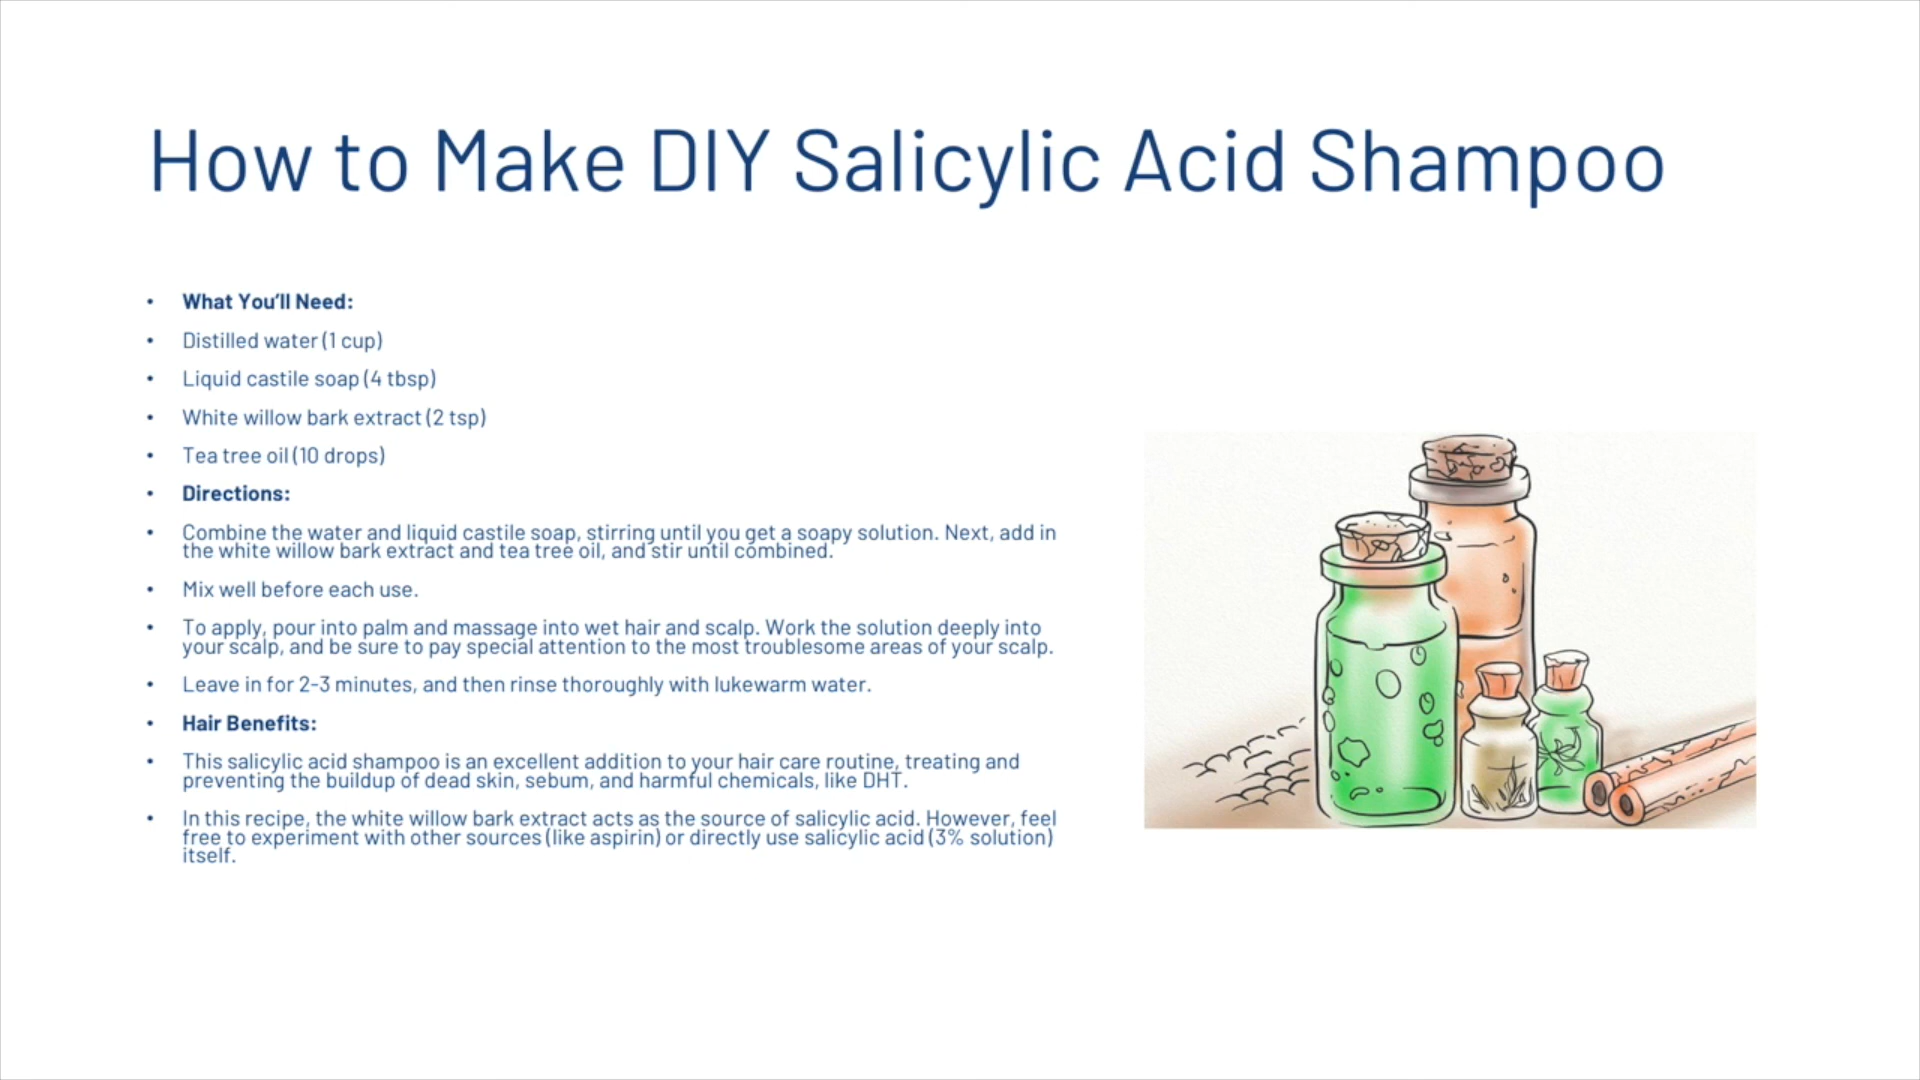 How to Make DIY Salicylic Acid Shampoo
• What You’ll Need:
• Distilled water (1 cup)
• Liquid castile soap (4 tbsp)
• White willow bark extract (2 tsp)
• Tea tree oil (10 drops)
• Directions:
• Combine the water and liquid castile soap, stirring until you get a soapy solution. Next, add in
the white willow bark extract and tea tree oil, and stir until combined.
• Mix well before each use.
• To apply, pour into palm and massage into wet hair and scalp. Work the solution deeply into
your scalp, and be sure to pay special attention to the most troublesome areas of your scalp.
• Leave in for 2-3 minutes, and then rinse thoroughly with lukewarm water.
• Hair Benefits:
• This salicylic acid shampoo is an excellent addition to your hair care routine, treating and
preventing the buildup of dead skin, sebum, and harmful chemicals, like DHT.
• In this recipe, the white willow bark extract acts as the source of salicylic acid. However, feel
free to experiment with other sources (like aspirin) or directly use salicylic acid (3% solution)
itself.